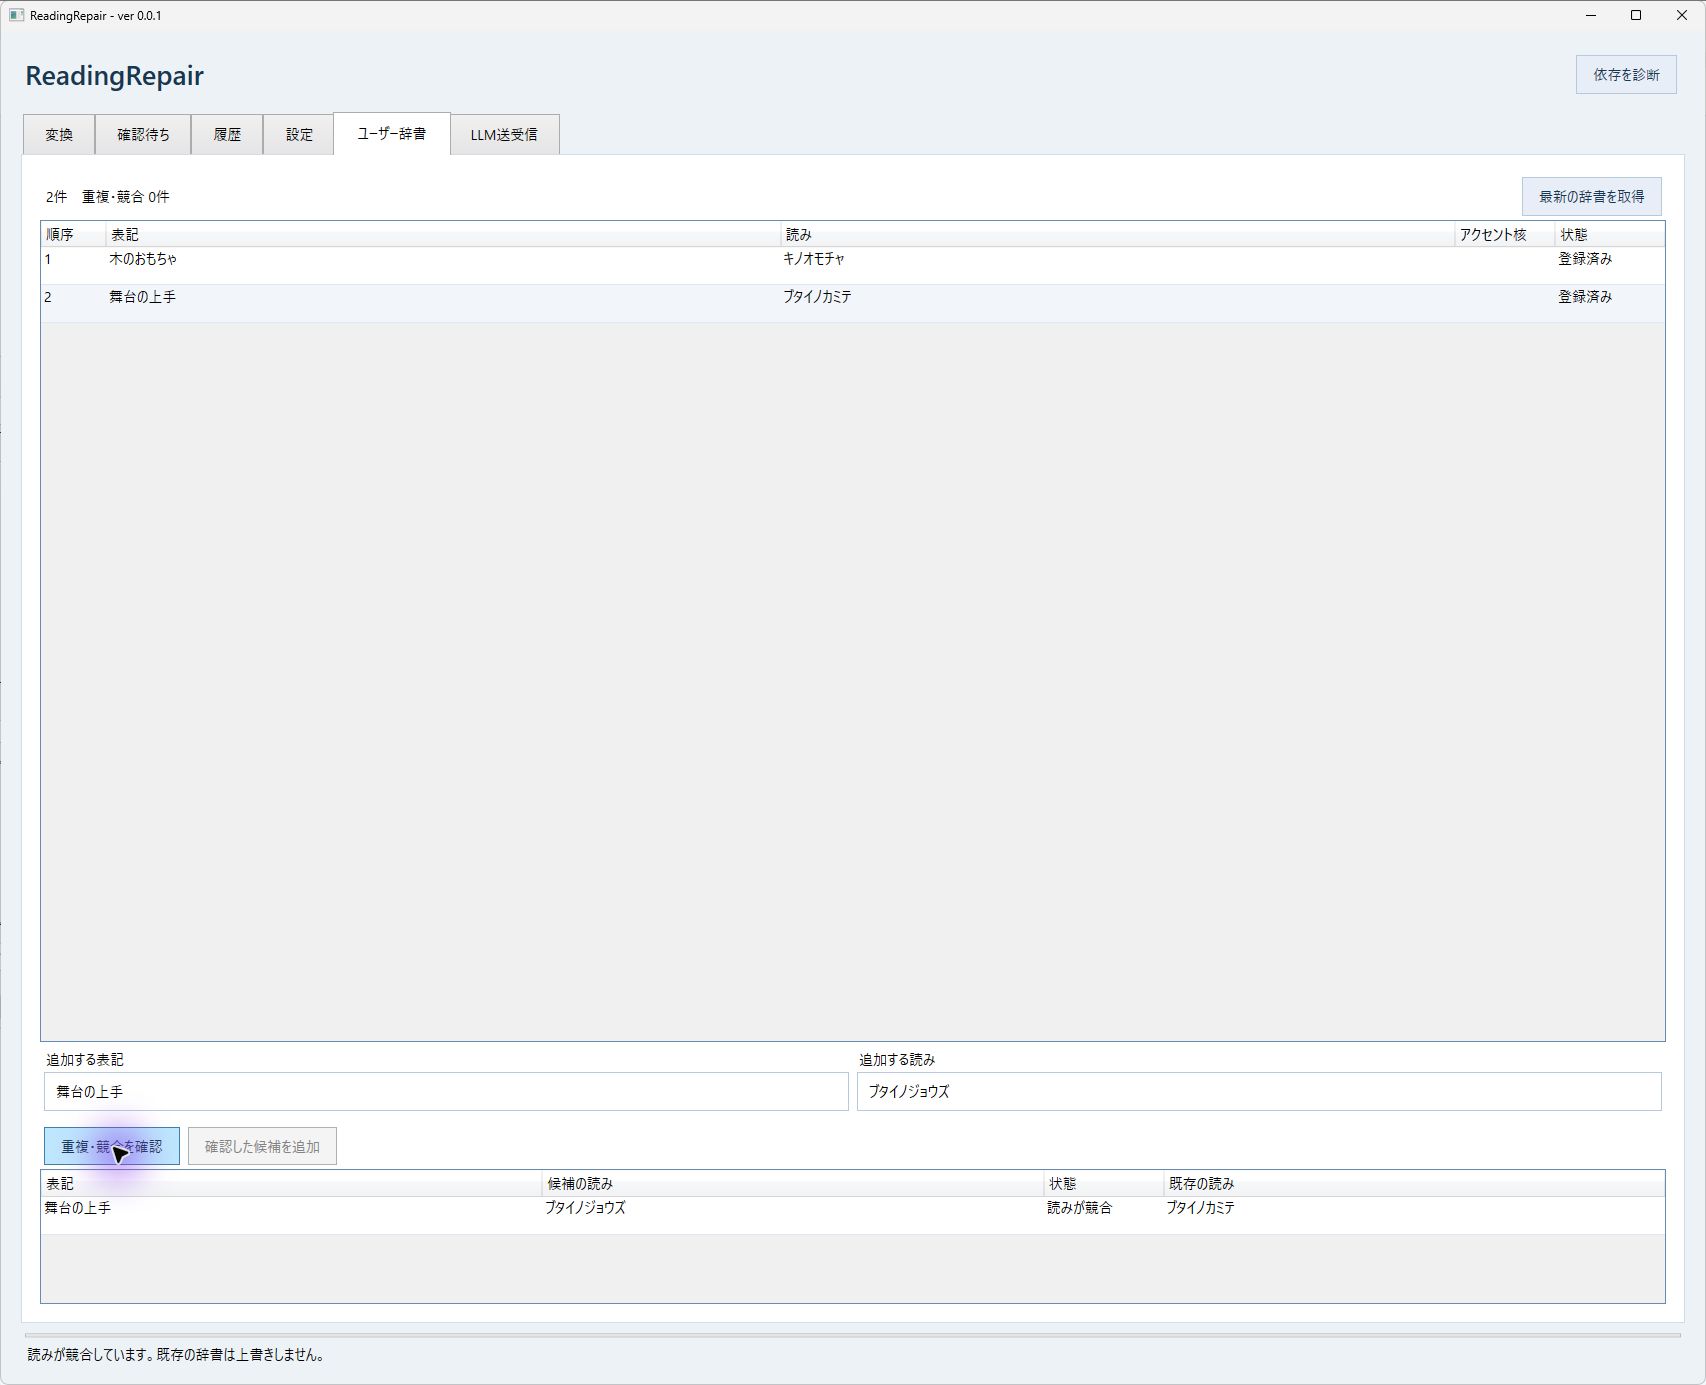 ReadingRepair - ver 0.0.1
ReadingRepair
依存を診断
変換
確認待ち
履歴
設定
ユーザー辞書
LLM送受信
2件 重複・競合 0件
最新の辞書を取得
順序 表記 読み アクセント核 状態
1 木のおもちゃ キノオモチャ 登録済み
2 舞台の上手 ブタイノカミテ 登録済み
追加する表記
追加する読み
舞台の上手
ブタイノジョウズ
重複・競合を確認
確認した候補を追加
表記 候補の読み 状態 既存の読み
舞台の上手 ブタイノジョウズ 読みが競合 ブタイノカミテ
読みが競合しています。既存の辞書は上書きしません。